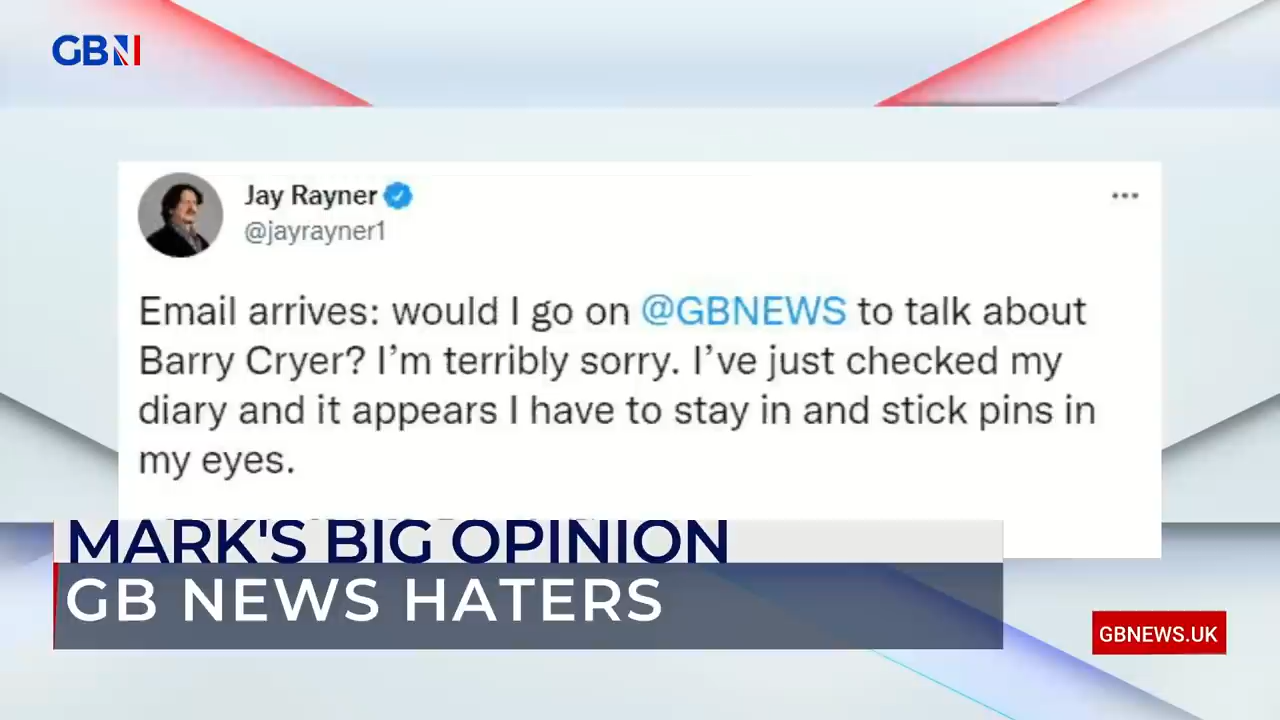 GBN
Jay Rayner
@jayrayner1
Email arrives: would I go on @GBNEWS to talk about
Barry Cryer? I’m terribly sorry. I’ve just checked my
diary and it appears I have to stay in and stick pins in
my eyes.
MARK'S BIG OPINION
GB NEWS HATERS
GBNEWS.UK